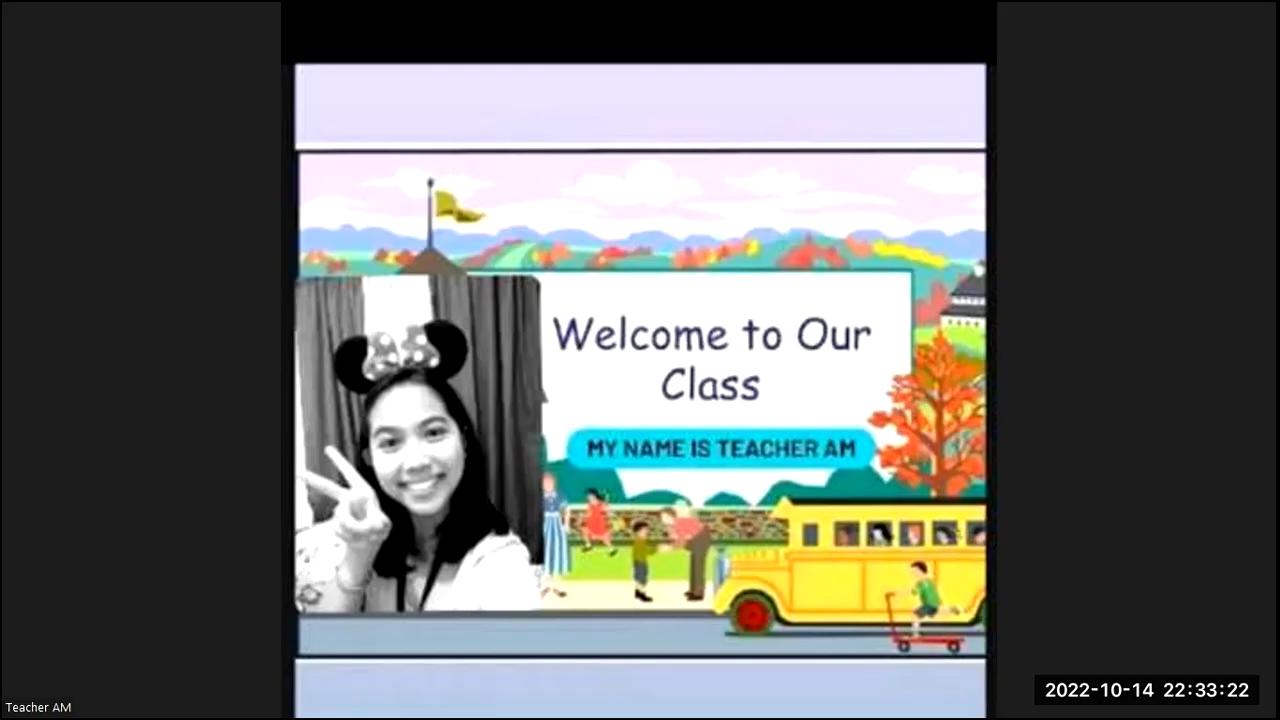 Welcome to Our
Class
MY NAME IS TEACHER AM
Teacher AM
2022-10-14 22:33:22